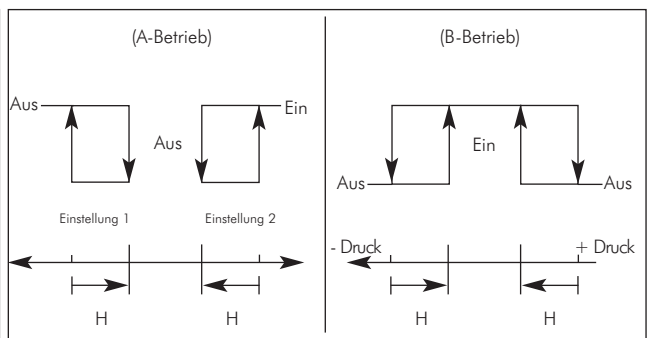 (A-Betrieb)
Aus
Aus
Ein
Einstellung 1
Einstellung 2
H
H
(B-Betrieb)
Ein
Aus
Aus
- Druck
+ Druck
H
H